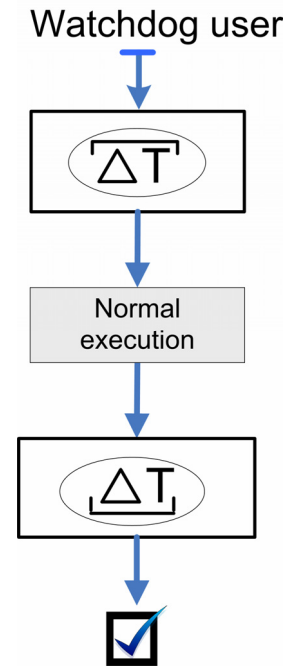 Watchdog user
ΔT
Normal
execution
ΔT